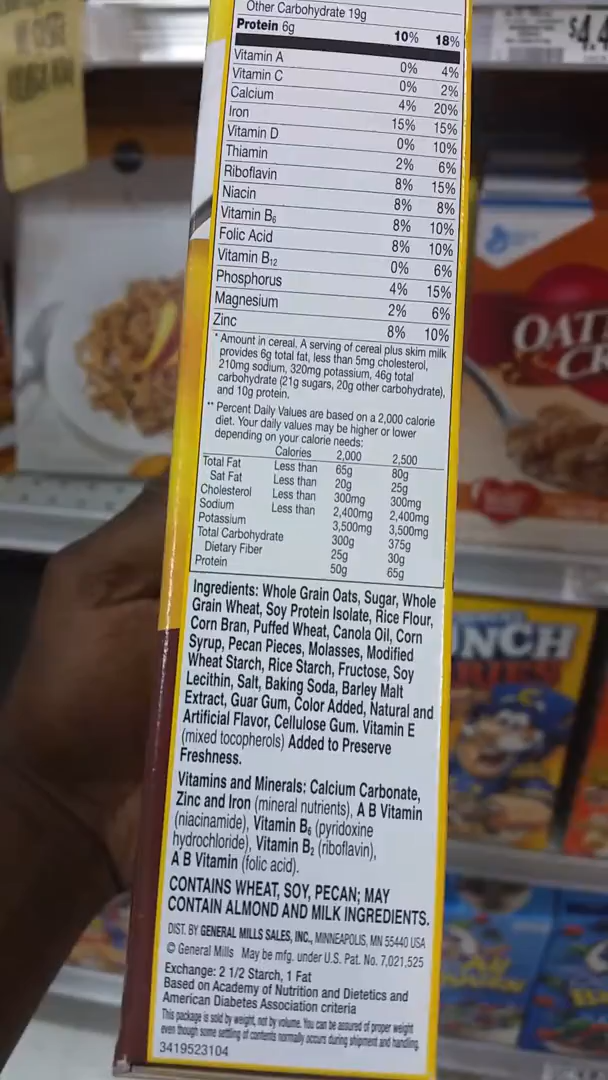 Other Carbohydrate 19g
Protein 6g 10% 18%
Vitamin A 0% 4%
Vitamin C 0% 2%
Calcium 4% 20%
Iron 15% 15%
Vitamin D 0% 10%
Thiamin 2% 6%
Riboflavin 8% 15%
Niacin 8% 8%
Vitamin B6 8% 10%
Folic Acid 8% 10%
Vitamin B12 0% 6%
Phosphorus 4% 15%
Magnesium 2% 6%
Zinc 8% 10%
* Amount in cereal. A serving of cereal plus skim milk
provides 6g total fat, less than 5mg cholesterol,
210mg sodium, 320mg potassium, 46g total
carbohydrate (21g sugars, 20g other carbohydrate),
and 10g protein.
** Percent Daily Values are based on a 2,000 calorie
diet. Your daily values may be higher or lower
depending on your calorie needs:
Calories 2,000 2,500
Total Fat Less than 65g 80g
Sat Fat Less than 20g 25g
Cholesterol Less than 300mg 300mg
Sodium Less than 2,400mg 2,400mg
Potassium 3,500mg 3,500mg
Total Carbohydrate 300g 375g
Dietary Fiber 25g 30g
Protein 50g 65g
Ingredients: Whole Grain Oats, Sugar, Whole
Grain Wheat, Soy Protein Isolate, Rice Flour,
Corn Bran, Puffed Wheat, Canola Oil, Corn
Syrup, Pecan Pieces, Molasses, Modified
Wheat Starch, Rice Starch, Fructose, Soy
Lecithin, Salt, Baking Soda, Barley Malt
Extract, Guar Gum, Color Added, Natural and
Artificial Flavor, Cellulose Gum. Vitamin E
(mixed tocopherols) Added to Preserve
Freshness.
Vitamins and Minerals: Calcium Carbonate,
Zinc and Iron (mineral nutrients), A B Vitamin
(niacinamide), Vitamin B6 (pyridoxine
hydrochloride), Vitamin B2 (riboflavin),
A B Vitamin (folic acid).
CONTAINS WHEAT, SOY, PECAN; MAY
CONTAIN ALMOND AND MILK INGREDIENTS.
DIST. BY GENERAL MILLS SALES, INC., MINNEAPOLIS, MN 55440 USA
© General Mills May be mfg. under U.S. Pat. No. 7,021,525
Exchange: 2 1/2 Starch, 1 Fat
Based on Academy of Nutrition and Dietetics and
American Diabetes Association criteria
This package is sold by weight, not by volume. You can be assured of proper weight
even though some settling of contents normally occurs during shipment and handling.
3419523104